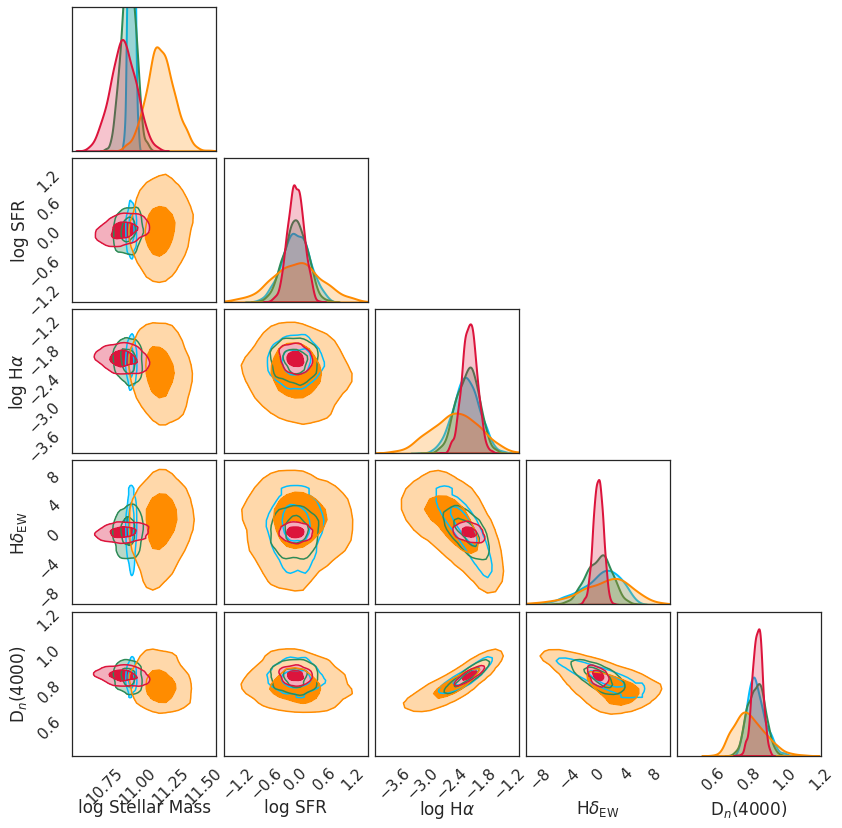 1.2
0.6
0.0
−0.6
−1.2
log SFR
−1.2
−1.8
−2.4
−3.0
−3.6
log Hα
8
4
0
−4
−8
HδEW
1.2
1.0
0.8
0.6
Dn(4000)
10.75 11.00 11.25 11.50
−1.2 −0.6 0.0 0.6 1.2
−3.6 −3.0 −2.4 −1.8 −1.2
−8 −4 0 4 8
0.6 0.8 1.0 1.2
log Stellar Mass
log SFR
log Hα
HδEW
Dn(4000)